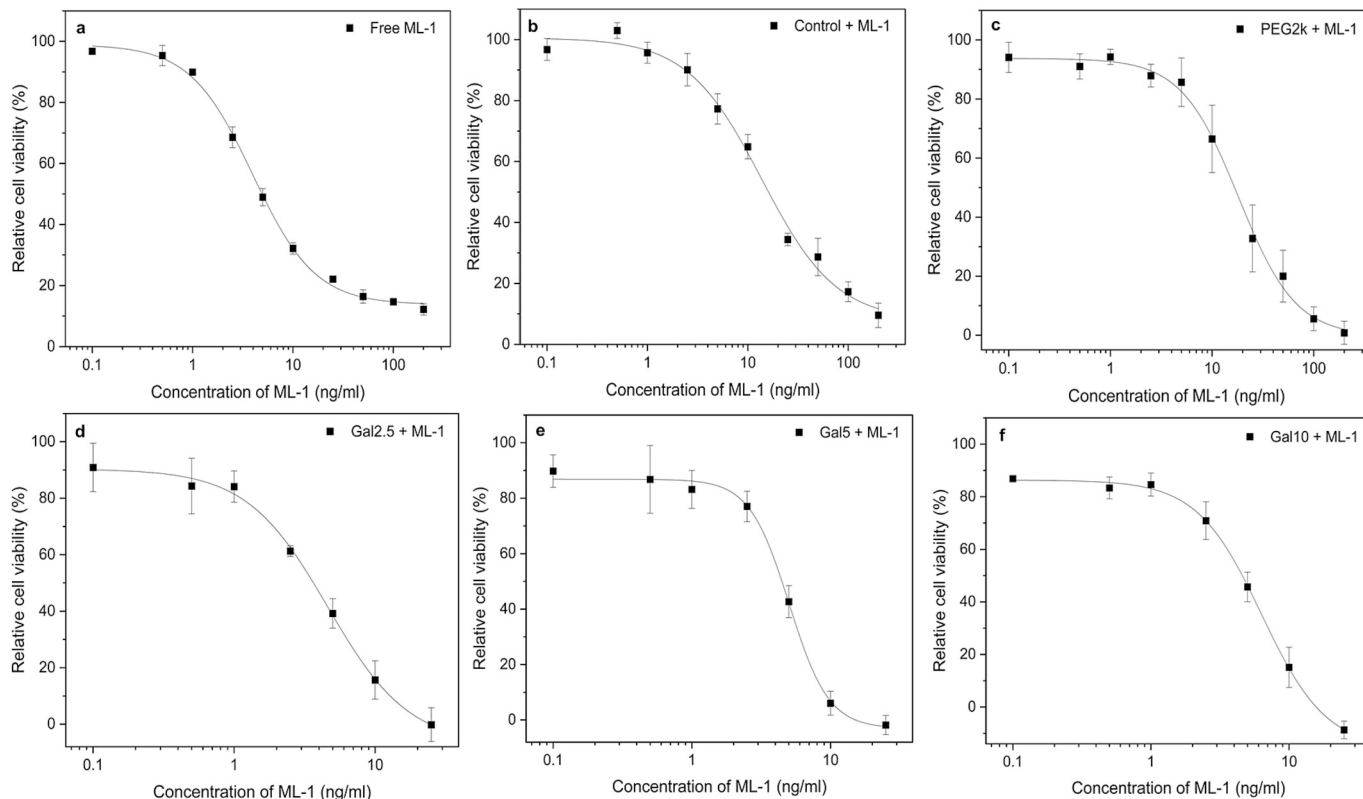 a
Free ML-1
Relative cell viability (%)
100
80
60
40
20
0
0.1
1
10
100
Concentration of ML-1 (ng/ml)
b
Control + ML-1
Relative cell viability (%)
100
80
60
40
20
0
0.1
1
10
100
Concentration of ML-1 (ng/ml)
c
PEG2k + ML-1
Relative cell viability (%)
100
80
60
40
20
0
0.1
1
10
100
Concentration of ML-1 (ng/ml)
d
Gal2.5 + ML-1
Relative cell viability (%)
100
80
60
40
20
0
0.1
1
10
Concentration of ML-1 (ng/ml)
e
Gal5 + ML-1
Relative cell viability (%)
100
80
60
40
20
0
0.1
1
10
Concentration of ML-1 (ng/ml)
f
Gal10 + ML-1
Relative cell viability (%)
100
80
60
40
20
0
0.1
1
10
Concentration of ML-1 (ng/ml)